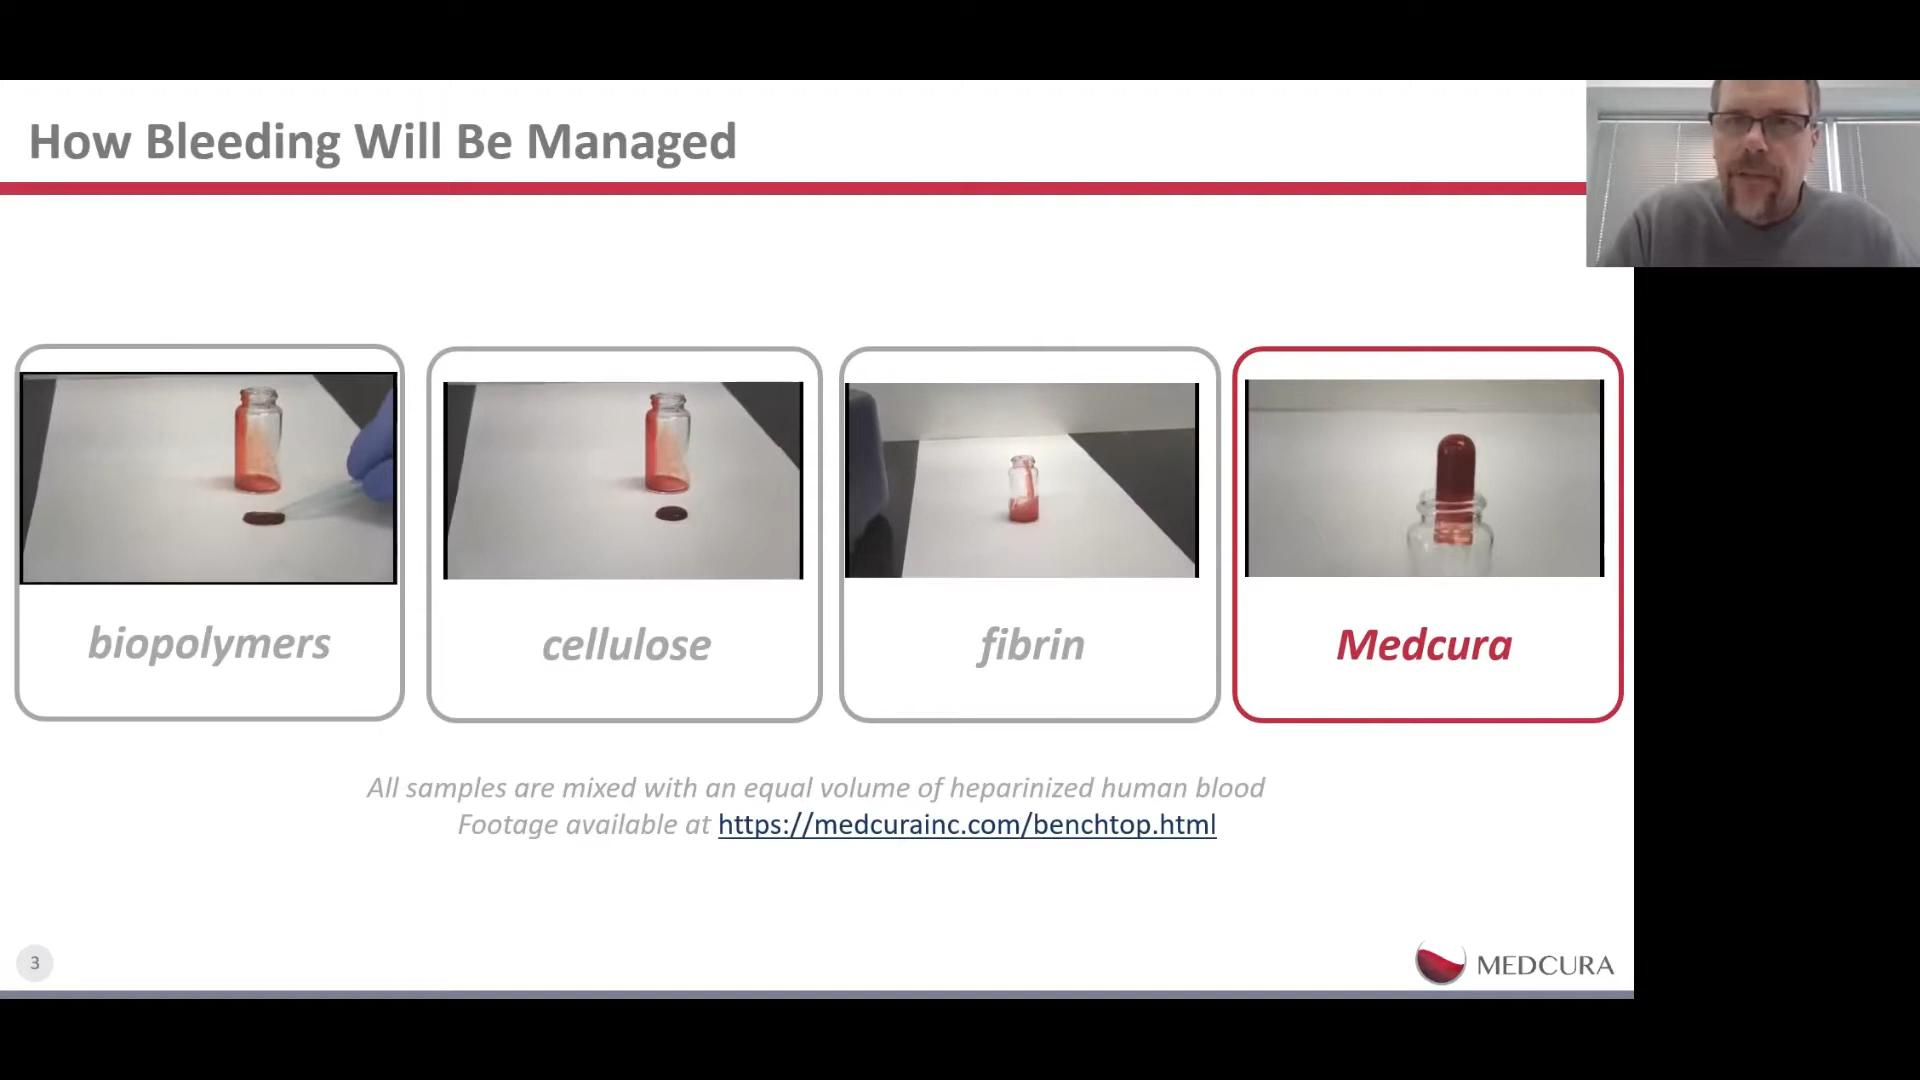 How Bleeding Will Be Managed
biopolymers
cellulose
fibrin
Medcura
All samples are mixed with an equal volume of heparinized human blood
Footage available at https://medcurainc.com/benchtop.html
3
MEDCURA